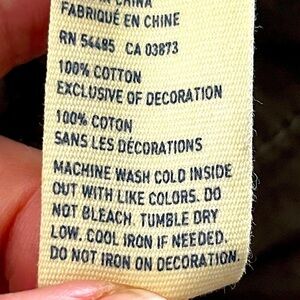 CHINA
FABRIQUÉ EN CHINE
RN 54485 CA 03873
100% COTTON
EXCLUSIVE OF DECORATION
100% COTON
SANS LES DÉCORATIONS
MACHINE WASH COLD INSIDE
OUT WITH LIKE COLORS. DO
NOT BLEACH. TUMBLE DRY
LOW. COOL IRON IF NEEDED.
DO NOT IRON ON DECORATION.